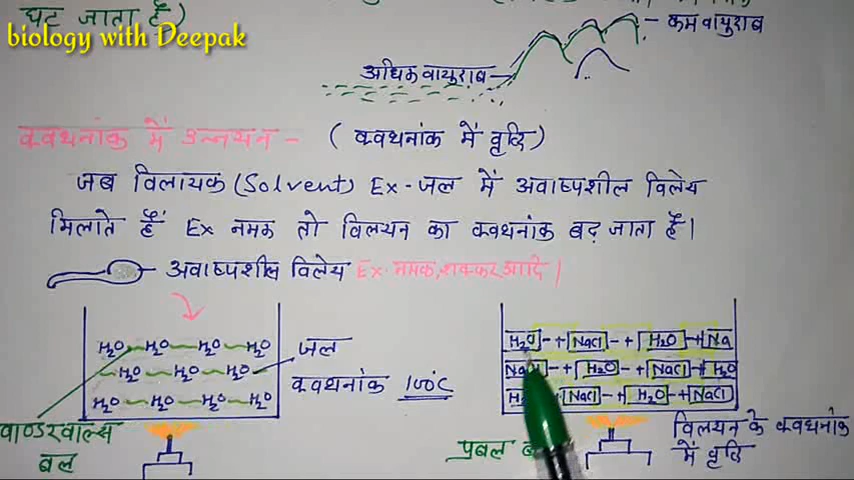 घट जाता है)
biology with Deepak
कम वायुदाब
अधिक वायुदाब
क्वथनांक में उन्नयन - (क्वथनांक में वृद्धि)
जब विलायक (Solvent) Ex - जल में अवाष्पशील विलेय
मिलाते हैं Ex नमक तो विलयन का क्वथनांक बढ़ जाता है।
अवाष्पशील विलेय Ex. नमक, शक्कर आदि।
H₂O H₂O H₂O H₂O
H₂O H₂O H₂O
H₂O H₂O H₂O H₂O
जल
क्वथनांक 100°C
वाण्डरवाल्स
बल
H₂O - + NaCl - + H₂O - + Na
NaCl - + H₂O - + NaCl - + H₂O
NaCl - + H₂O - + NaCl
प्रबल
विलयन के क्वथनांक
में वृद्धि